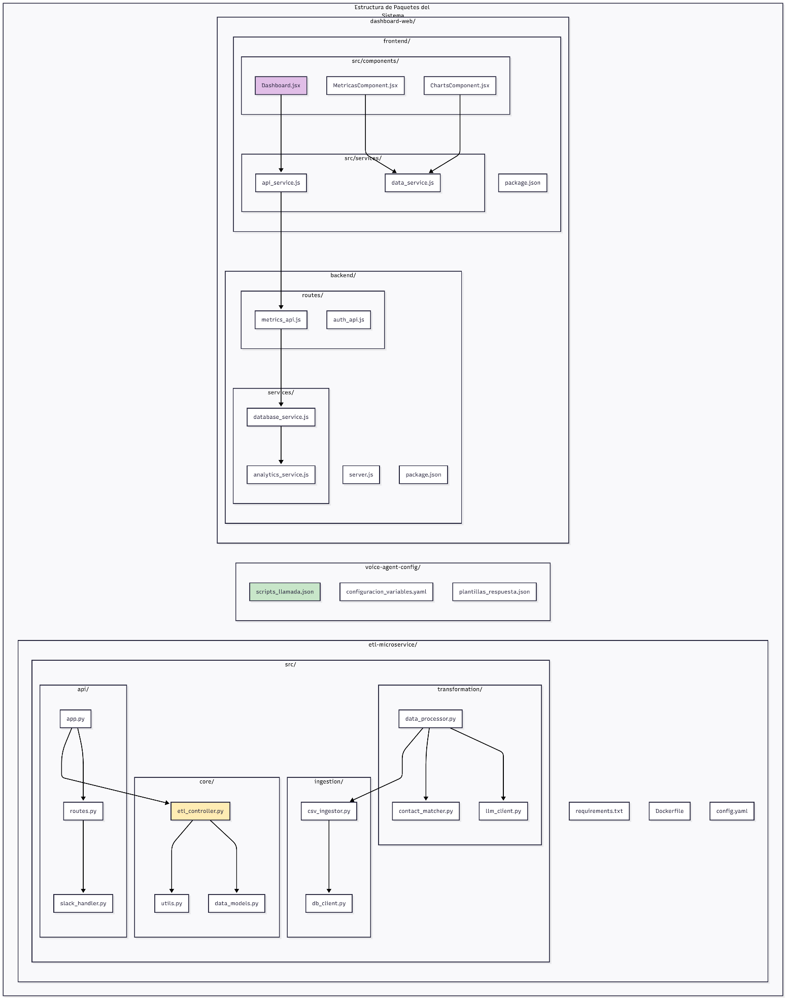 Estructura de Paquetes del
Sistema
dashboard-web/
frontend/
src/components/
Dashboard.jsx
MetricasComponent.jsx
ChartsComponent.jsx
src/services/
api_service.js
data_service.js
package.json
backend/
routes/
metrics_api.js
auth_api.js
services/
database_service.js
analytics_service.js
server.js
package.json
voice-agent-config/
scripts_llamada.json
configuracion_variables.yaml
plantillas_respuesta.json
etl-microservice/
src/
api/
app.py
routes.py
slack_handler.py
core/
etl_controller.py
utils.py
data_models.py
ingestion/
csv_ingestor.py
db_client.py
transformation/
data_processor.py
contact_matcher.py
llm_client.py
requirements.txt
Dockerfile
config.yaml